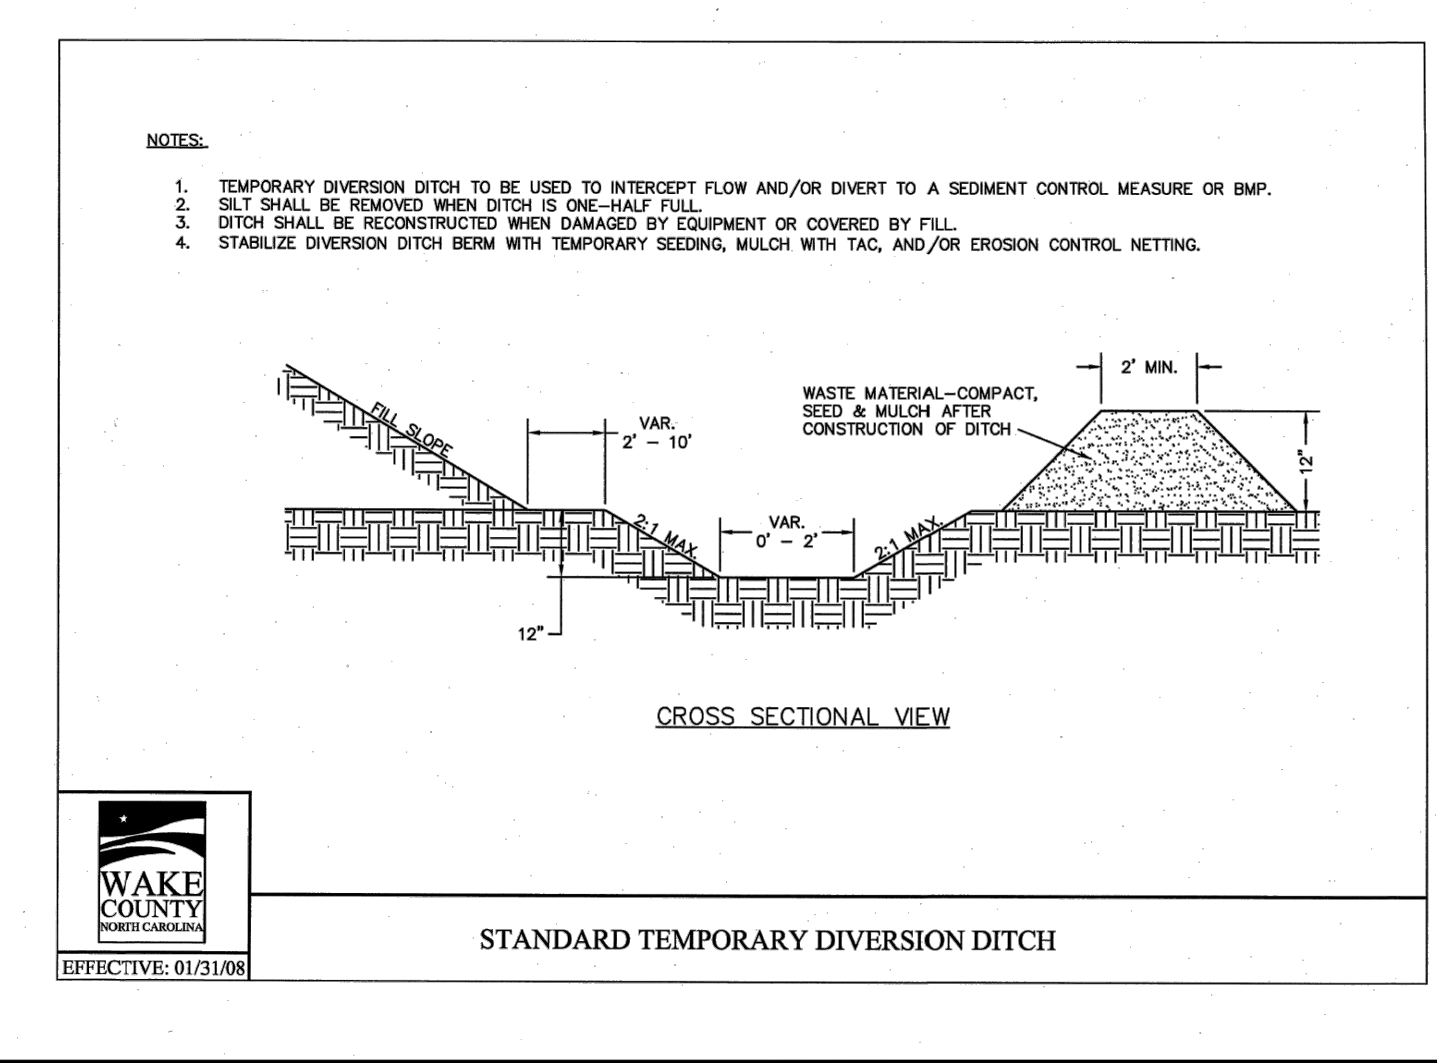 NOTES:
1. TEMPORARY DIVERSION DITCH TO BE USED TO INTERCEPT FLOW AND/OR DIVERT TO A SEDIMENT CONTROL MEASURE OR BMP.
2. SILT SHALL BE REMOVED WHEN DITCH IS ONE-HALF FULL.
3. DITCH SHALL BE RECONSTRUCTED WHEN DAMAGED BY EQUIPMENT OR COVERED BY FILL.
4. STABILIZE DIVERSION DITCH BERM WITH TEMPORARY SEEDING, MULCH WITH TAC, AND/OR EROSION CONTROL NETTING.
FILL SLOPE
VAR.
2' - 10'
WASTE MATERIAL-COMPACT,
SEED & MULCH AFTER
CONSTRUCTION OF DITCH
2' MIN.
12"
2:1 MAX.
VAR.
0' - 2'
2:1 MAX.
12"
CROSS SECTIONAL VIEW
WAKE
COUNTY
NORTH CAROLINA
EFFECTIVE: 01/31/08
STANDARD TEMPORARY DIVERSION DITCH